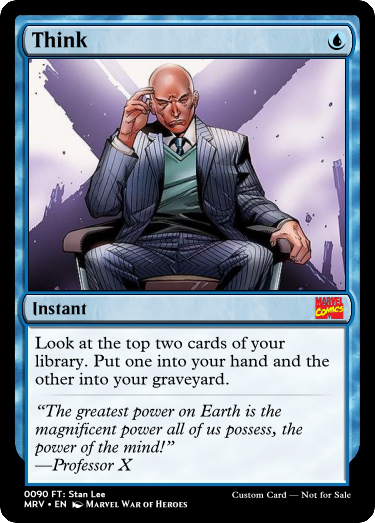 Think
MARVEL
COMICS
Instant
Look at the top two cards of your
library. Put one into your hand and the
other into your graveyard.
“The greatest power on Earth is the
magnificent power all of us possess, the
power of the mind!”
—Professor X
0090 FT: Stan Lee
MRV • EN Marvel War of Heroes
Custom Card — Not for Sale